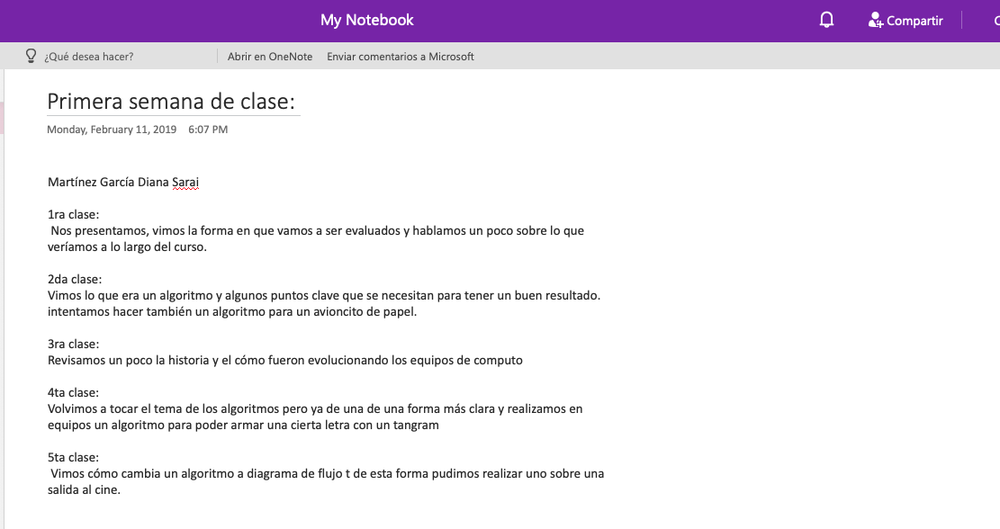 My Notebook
Compartir
¿Qué desea hacer?
Abrir en OneNote
Enviar comentarios a Microsoft
Primera semana de clase:
Monday, February 11, 2019 6:07 PM
Martínez García Diana Sarai
1ra clase:
Nos presentamos, vimos la forma en que vamos a ser evaluados y hablamos un poco sobre lo que
veríamos a lo largo del curso.
2da clase:
Vimos lo que era un algoritmo y algunos puntos clave que se necesitan para tener un buen resultado.
intentamos hacer también un algoritmo para un avioncito de papel.
3ra clase:
Revisamos un poco la historia y el cómo fueron evolucionando los equipos de computo
4ta clase:
Volvimos a tocar el tema de los algoritmos pero ya de una de una forma más clara y realizamos en
equipos un algoritmo para poder armar una cierta letra con un tangram
5ta clase:
Vimos cómo cambia un algoritmo a diagrama de flujo t de esta forma pudimos realizar uno sobre una
salida al cine.